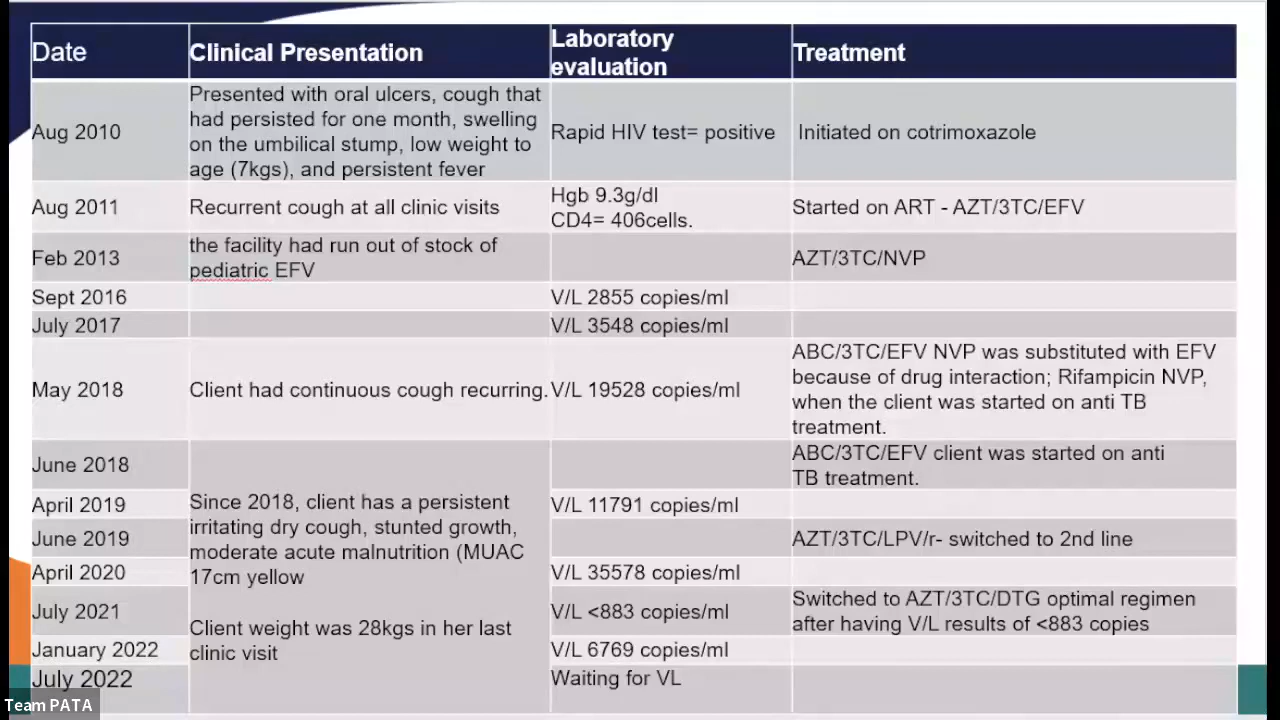 Date
Clinical Presentation
Laboratory
evaluation
Treatment
Aug 2010
Presented with oral ulcers, cough that
had persisted for one month, swelling
on the umbilical stump, low weight to
age (7kgs), and persistent fever
Rapid HIV test= positive
Initiated on cotrimoxazole
Aug 2011
Recurrent cough at all clinic visits
Hgb 9.3g/dl
CD4= 406cells.
Started on ART - AZT/3TC/EFV
Feb 2013
the facility had run out of stock of
pediatric EFV
AZT/3TC/NVP
Sept 2016
V/L 2855 copies/ml
July 2017
V/L 3548 copies/ml
May 2018
Client had continuous cough recurring.
V/L 19528 copies/ml
ABC/3TC/EFV NVP was substituted with EFV
because of drug interaction; Rifampicin NVP,
when the client was started on anti TB
treatment.
June 2018
ABC/3TC/EFV client was started on anti
TB treatment.
Since 2018, client has a persistent
irritating dry cough, stunted growth,
moderate acute malnutrition (MUAC
17cm yellow
Client weight was 28kgs in her last
clinic visit
April 2019
V/L 11791 copies/ml
June 2019
AZT/3TC/LPV/r- switched to 2nd line
April 2020
V/L 35578 copies/ml
July 2021
V/L <883 copies/ml
Switched to AZT/3TC/DTG optimal regimen
after having V/L results of <883 copies
January 2022
V/L 6769 copies/ml
July 2022
Waiting for VL
Team PATA